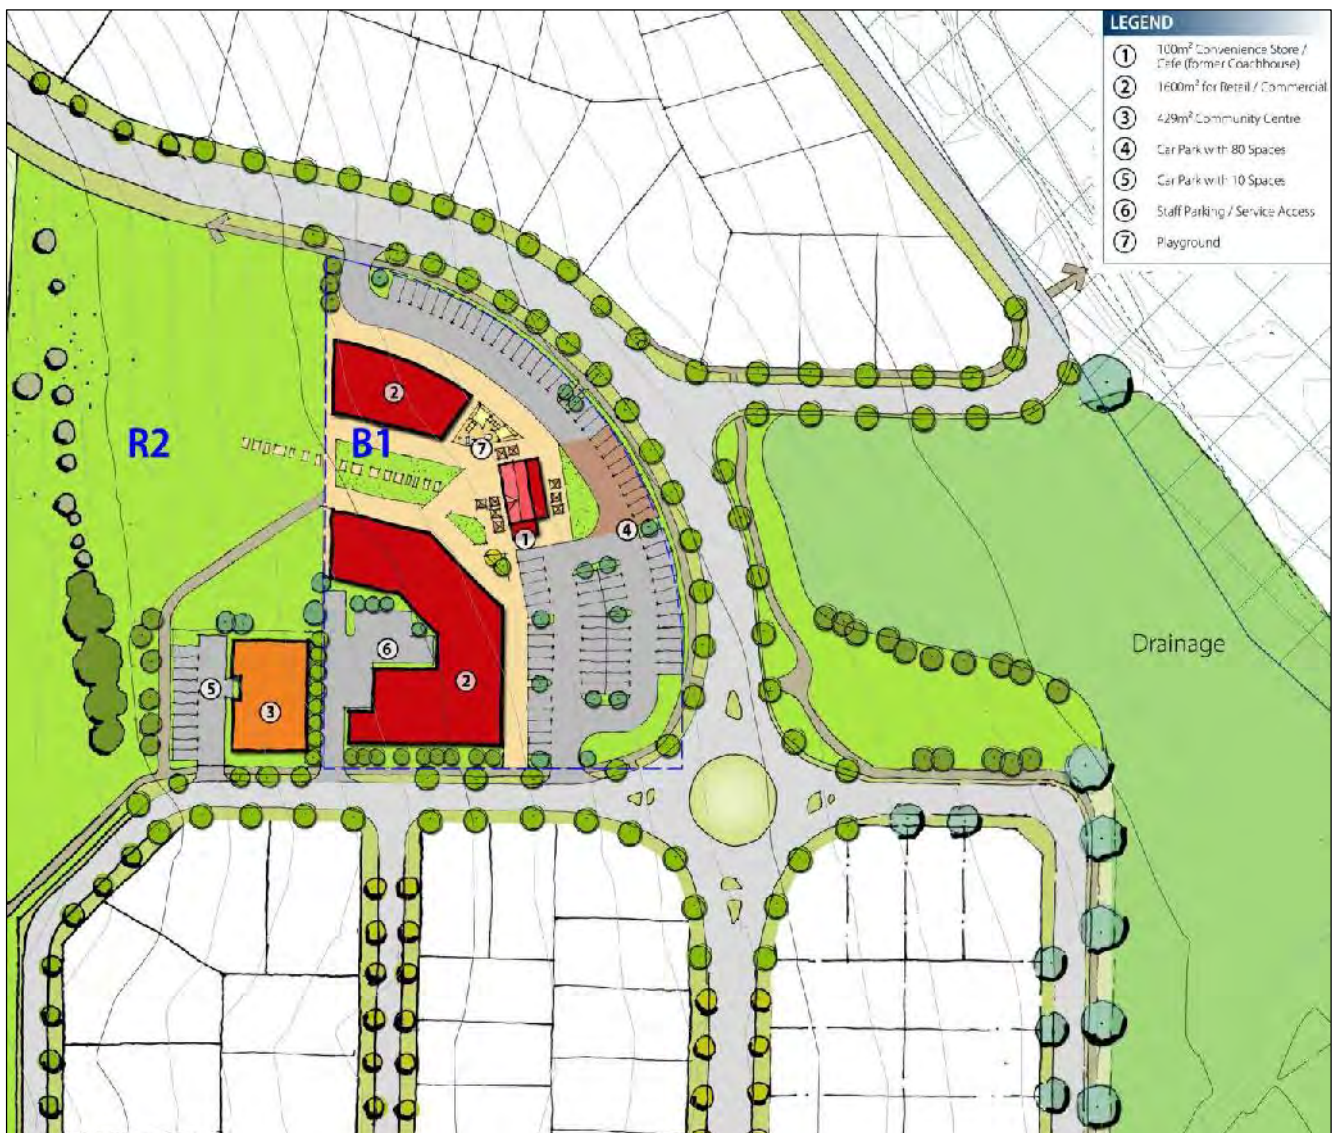 LEGEND
1 100m² Convenience Store /
Cafe (former Coachhouse)
2 1600m² for Retail / Commercial
3 429m² Community Centre
4 Car Park with 80 Spaces
5 Car Park with 10 Spaces
6 Staff Parking / Service Access
7 Playground
2
R2
B1
7
1
4
Drainage
6
5
2
3